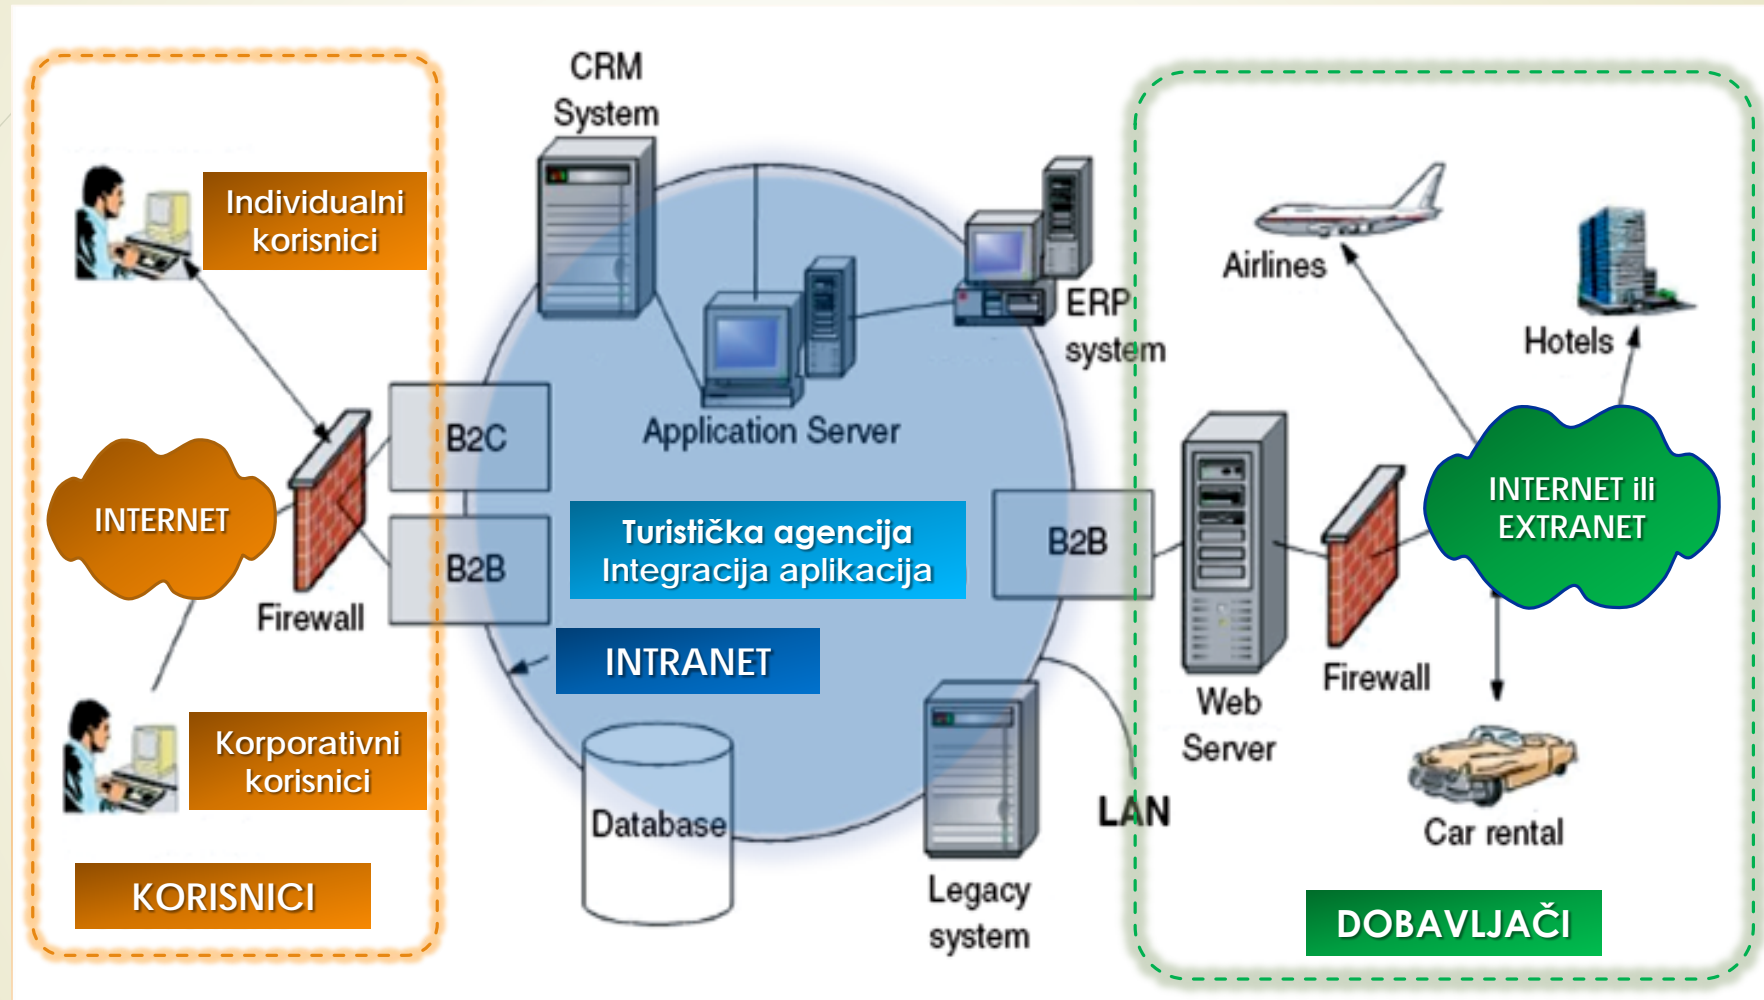 CRM
System
Individualni
korisnici
ERP
system
Airlines
Hotels
B2C
Application Server
INTERNET
B2B
Firewall
Turistička agencija
Integracija aplikacija
INTRANET
B2B
INTERNET ili
EXTRANET
Firewall
Web
Server
Korporativni
korisnici
KORISNICI
Database
LAN
Legacy
system
Car rental
DOBAVLJAČI